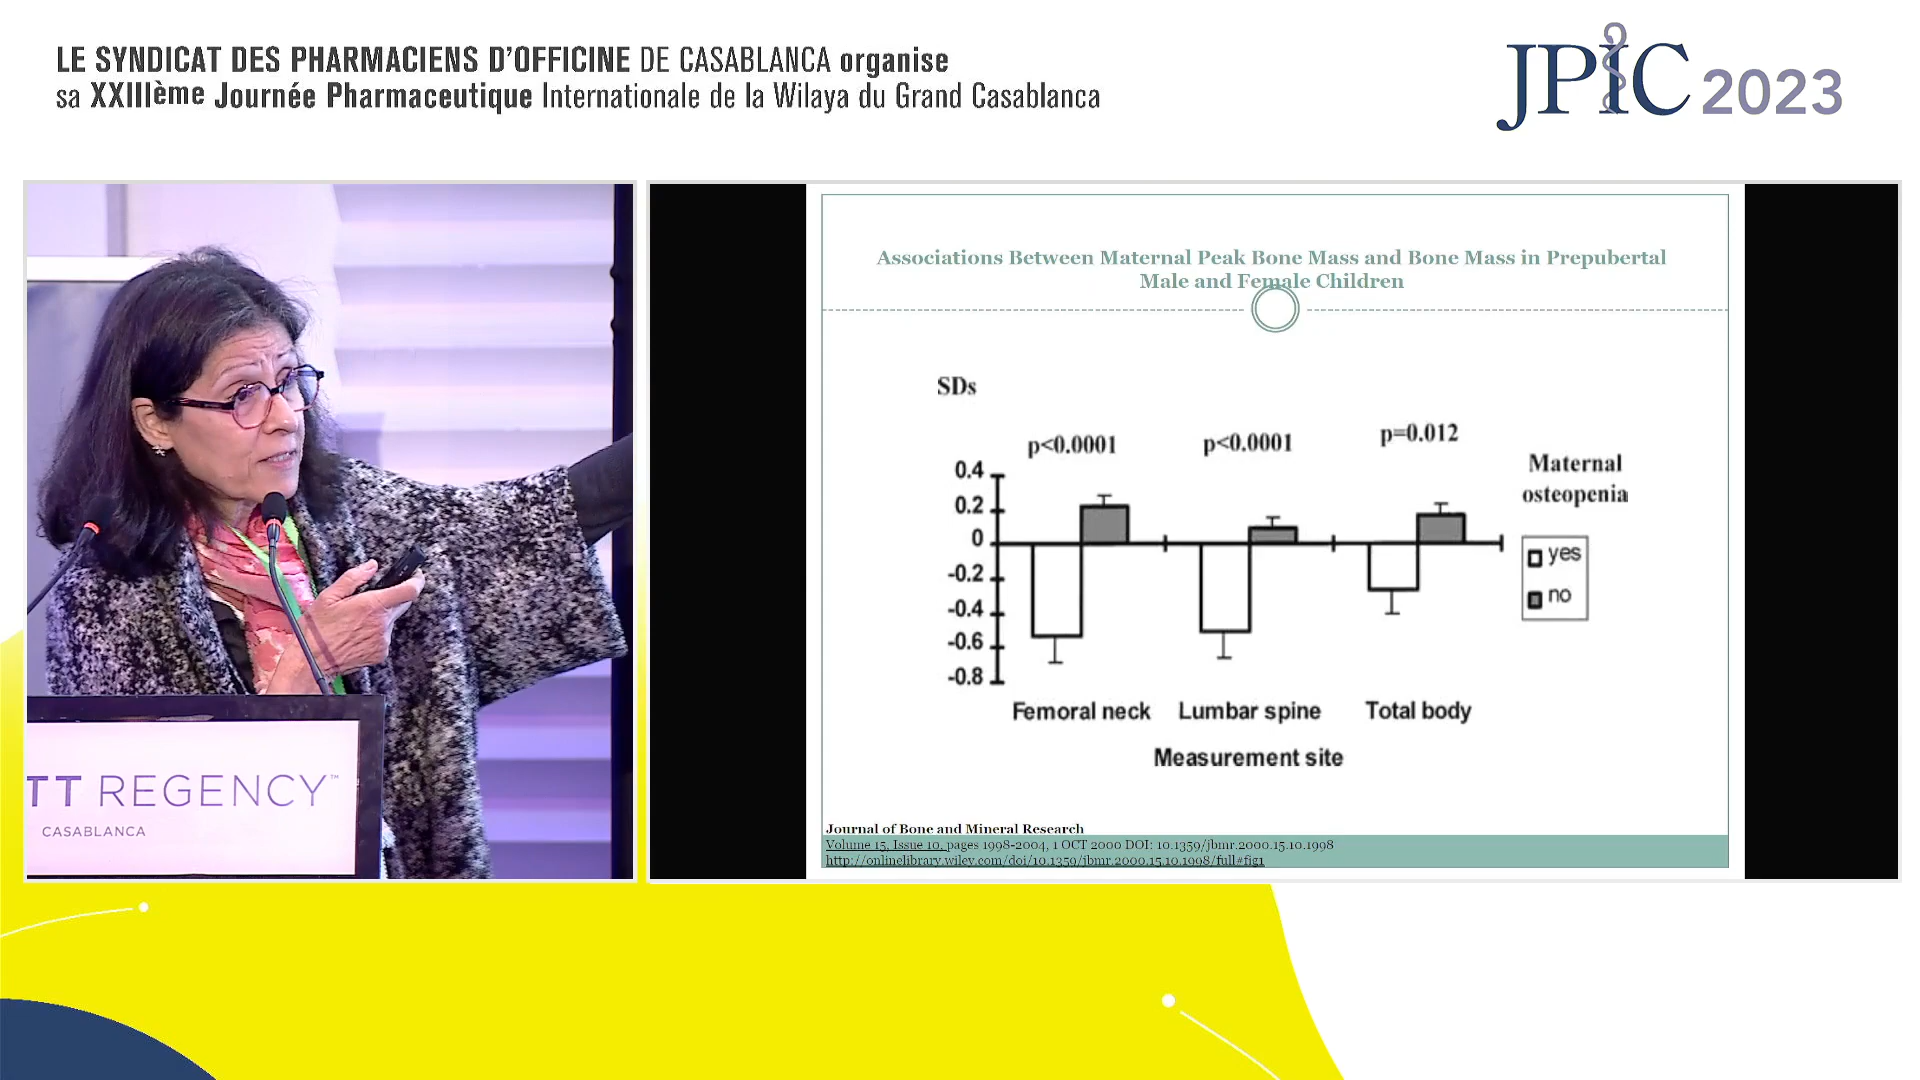 LE SYNDICAT DES PHARMACIENS D'OFFICINE DE CASABLANCA organise
sa XXIIIème Journée Pharmaceutique Internationale de la Wilaya du Grand Casablanca
JPIC 2023
TT REGENCY™
CASABLANCA
Associations Between Maternal Peak Bone Mass and Bone Mass in Prepubertal
Male and Female Children
SDs
p<0.0001
p<0.0001
p=0.012
0.4
0.2
0
-0.2
-0.4
-0.6
-0.8
Maternal
osteopenia
yes
no
Femoral neck
Lumbar spine
Total body
Measurement site
Journal of Bone and Mineral Research
Volume 15, Issue 10, pages 1998-2004, 1 OCT 2000 DOI: 10.1359/jbmr.2000.15.10.1998
http://onlinelibrary.wiley.com/doi/10.1359/jbmr.2000.15.10.1998/full#fig1